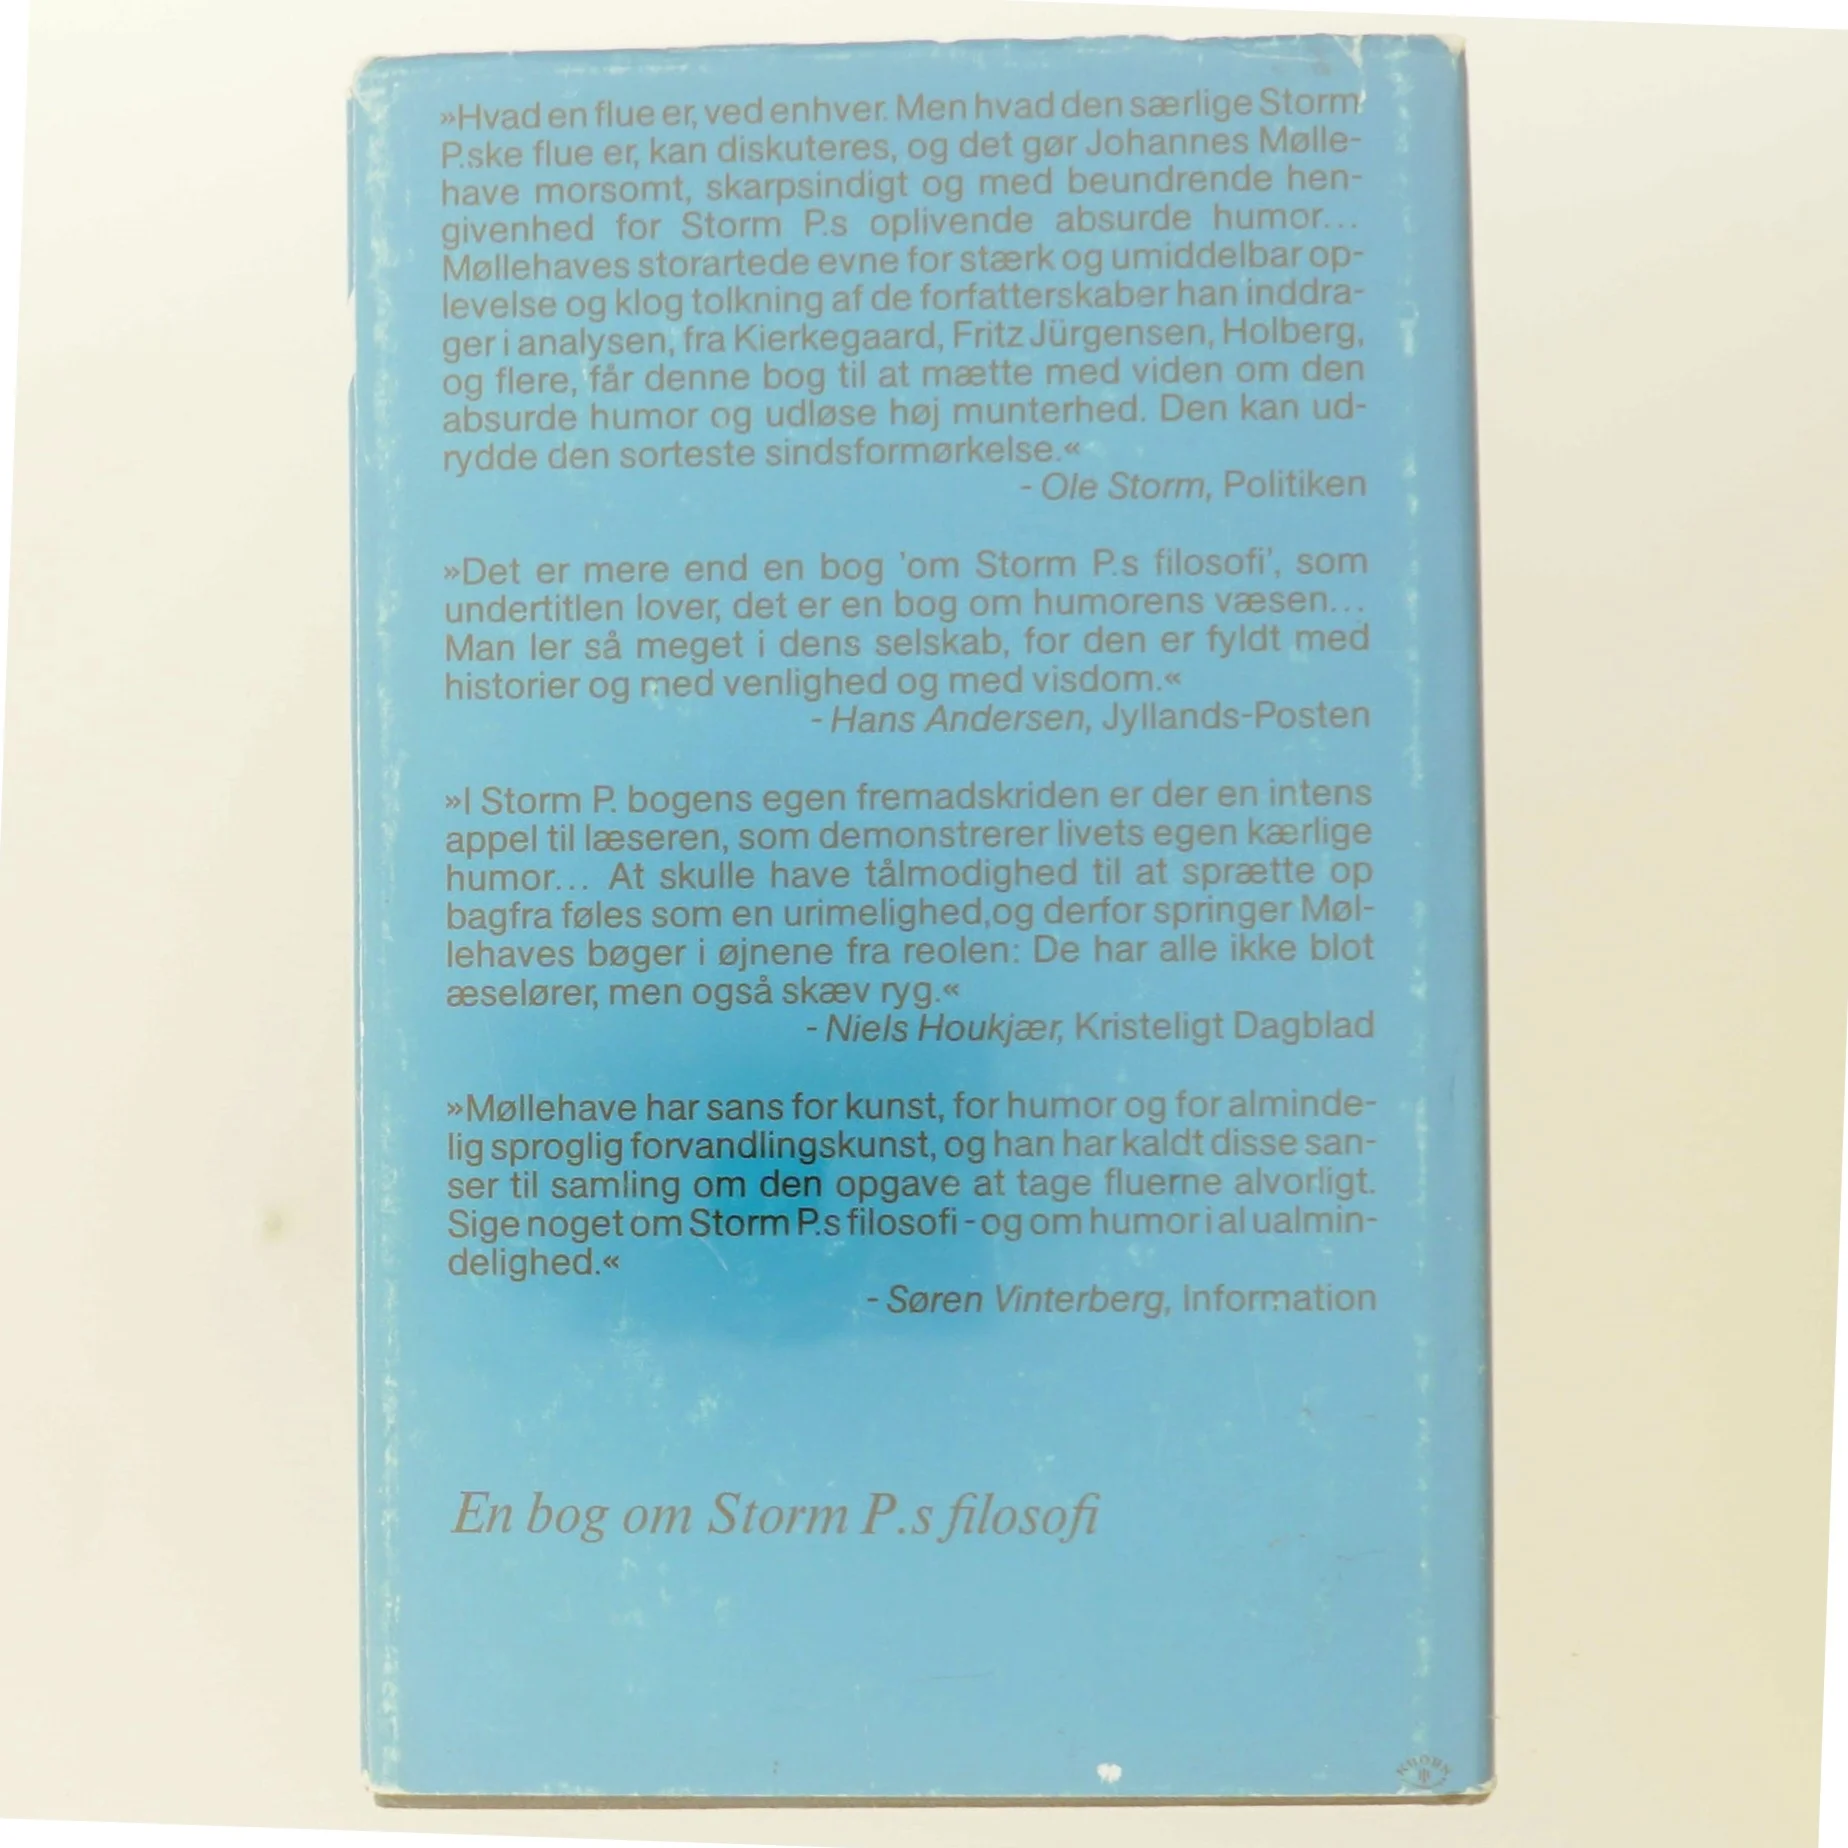 »Hvad en flue er, ved enhver. Men hvad den særlige Storm
P.ske flue er, kan diskuteres, og det gør Johannes Mølle-
have morsomt, skarpsindigt og med beundrende hen-
givenhed for Storm P.s oplivende absurde humor...
Møllehaves storartede evne for stærk og umiddelbar op-
levelse og klog tolkning af de forfatterskaber han inddra-
ger i analysen, fra Kierkegaard, Fritz Jürgensen, Holberg,
og flere, får denne bog til at mætte med viden om den
absurde humor og udløse høj munterhed. Den kan ud-
rydde den sorteste sindsformørkelse.«
- Ole Storm, Politiken
»Det er mere end en bog 'om Storm P.s filosofi', som
undertitlen lover, det er en bog om humorens væsen...
Man ler så meget i dens selskab, for den er fyldt med
historier og med venlighed og med visdom.«
- Hans Andersen, Jyllands-Posten
»I Storm P. bogens egen fremadskriden er der en intens
appel til læseren, som demonstrerer livets egen kærlige
humor... At skulle have tålmodighed til at sprætte op
bagfra føles som en urimelighed,og derfor springer Møl-
lehaves bøger i øjnene fra reolen: De har alle ikke blot
æselører, men også skæv ryg.«
- Niels Houkjær, Kristeligt Dagblad
»Møllehave har sans for kunst, for humor og for alminde-
lig sproglig forvandlingskunst, og han har kaldt disse san-
ser til samling om den opgave at tage fluerne alvorligt.
Sige noget om Storm P.s filosofi - og om humor i al ualmin-
delighed.«
- Søren Vinterberg, Information
En bog om Storm P.s filosofi